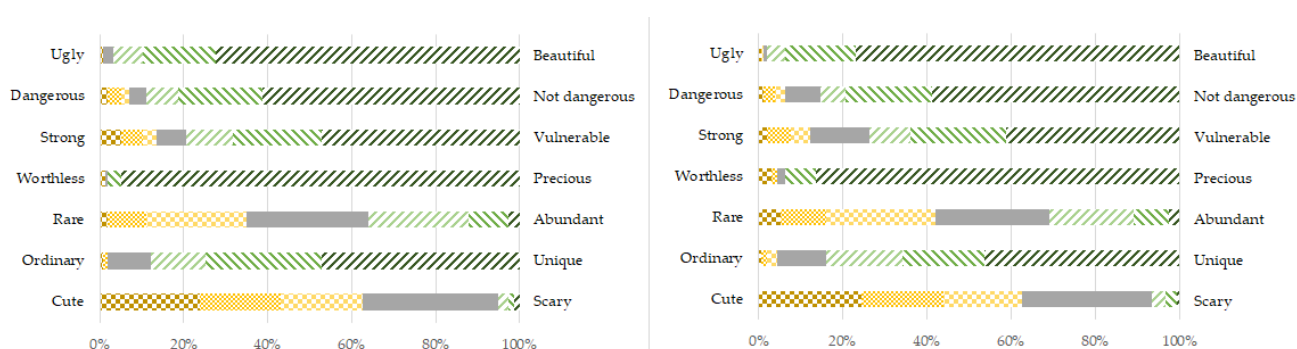 Ugly Beautiful
Dangerous Not dangerous
Strong Vulnerable
Worthless Precious
Rare Abundant
Ordinary Unique
Cute Scary
0% 20% 40% 60% 80% 100%
Ugly Beautiful
Dangerous Not dangerous
Strong Vulnerable
Worthless Precious
Rare Abundant
Ordinary Unique
Cute Scary
0% 20% 40% 60% 80% 100%